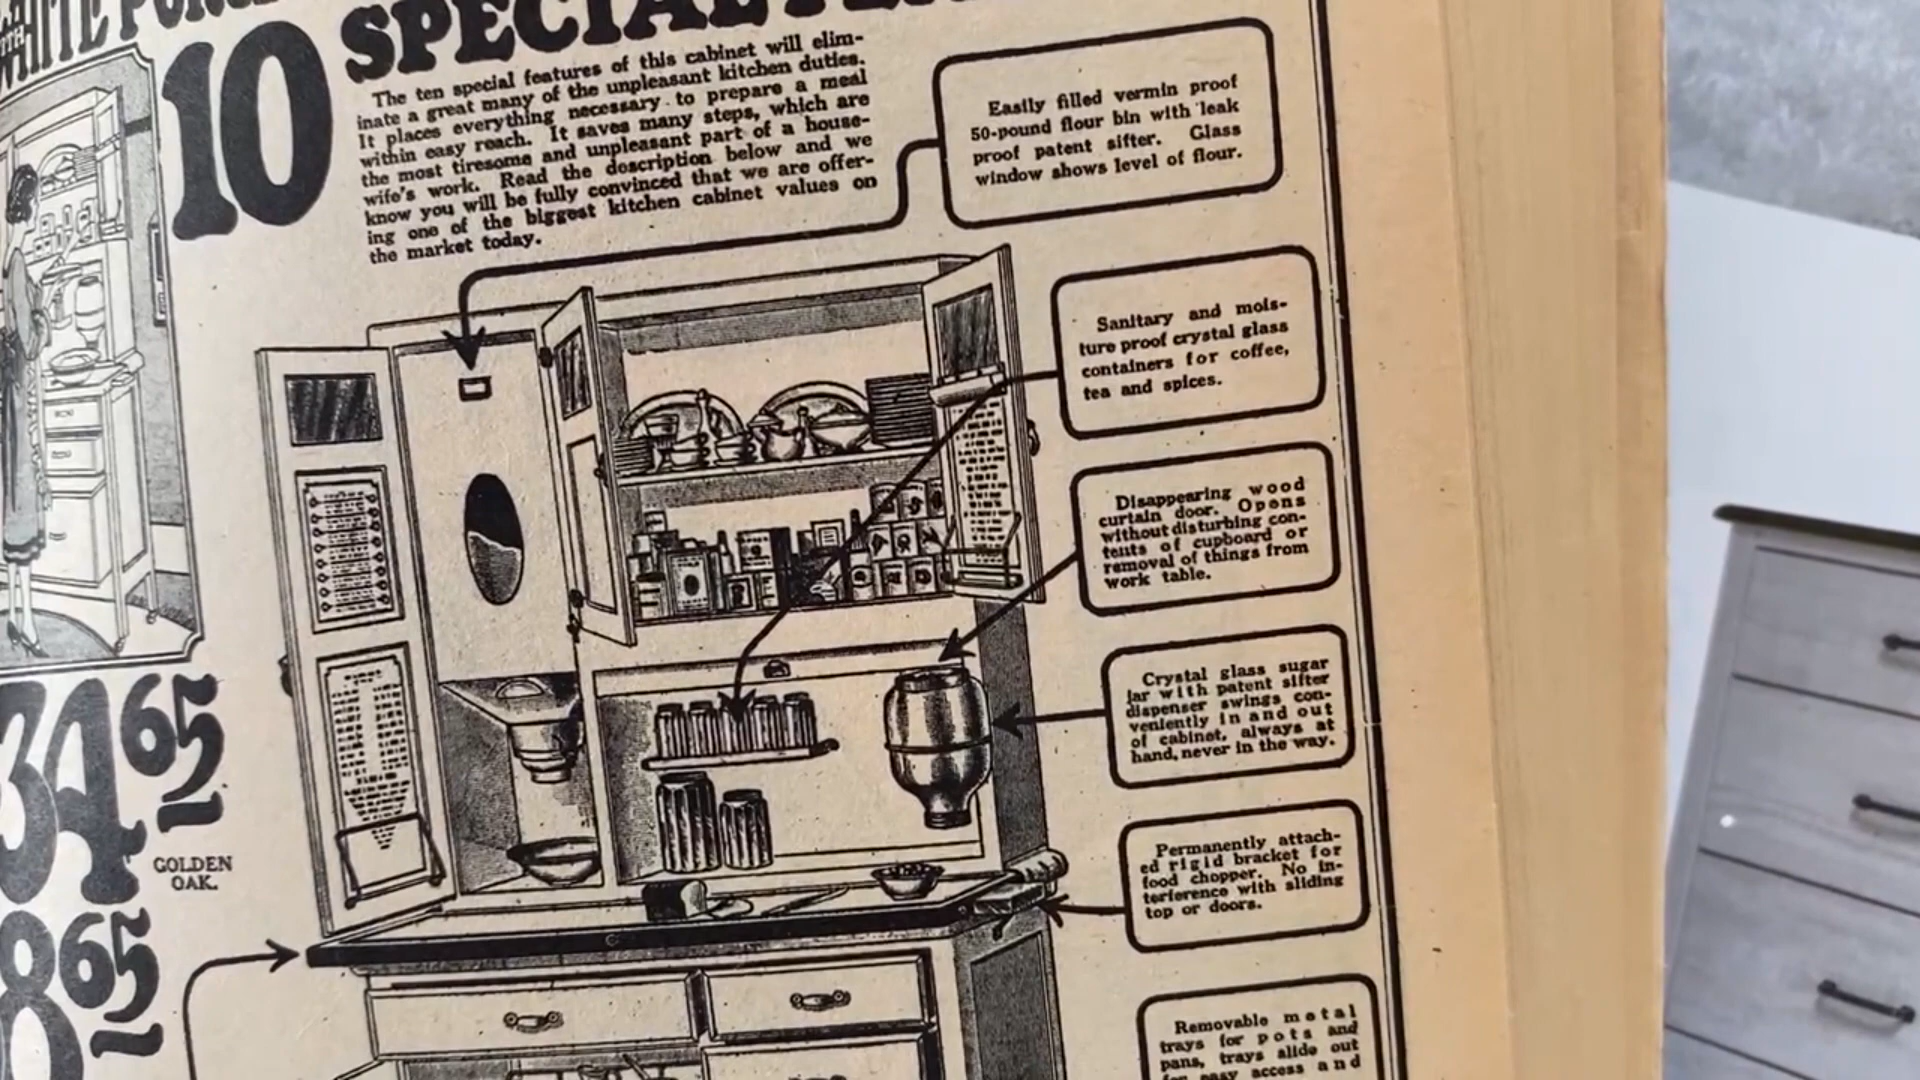 WITH
WHITE
10
SPECIAL
The ten special features of this cabinet will elim-
inate a great many of the unpleasant kitchen duties.
It places everything necessary to prepare a meal
within easy reach. It saves many steps, which are
the most tiresome and unpleasant part of a house-
wife's work. Read the description below and we
know you will be fully convinced that we are offer-
ing one of the biggest kitchen cabinet values on
the market today.
Easily filled vermin proof
50-pound flour bin with leak
proof patent sifter. Glass
window shows level of flour.
Sanitary and mois-
ture proof crystal glass
containers for coffee,
tea and spices.
Disappearing wood
curtain door. Opens
without disturbing con-
tents of cupboard or
removal of things from
work table.
Crystal glass sugar
jar with patent sifter
dispenser swings con-
veniently in and out
of cabinet, always at
hand, never in the way.
Permanently attach-
ed rigid bracket for
food chopper. No in-
terference with sliding
top or doors.
Removable metal
trays for pots and
pans, trays slide out
for easy access and
34 65
GOLDEN
OAK.
8 65